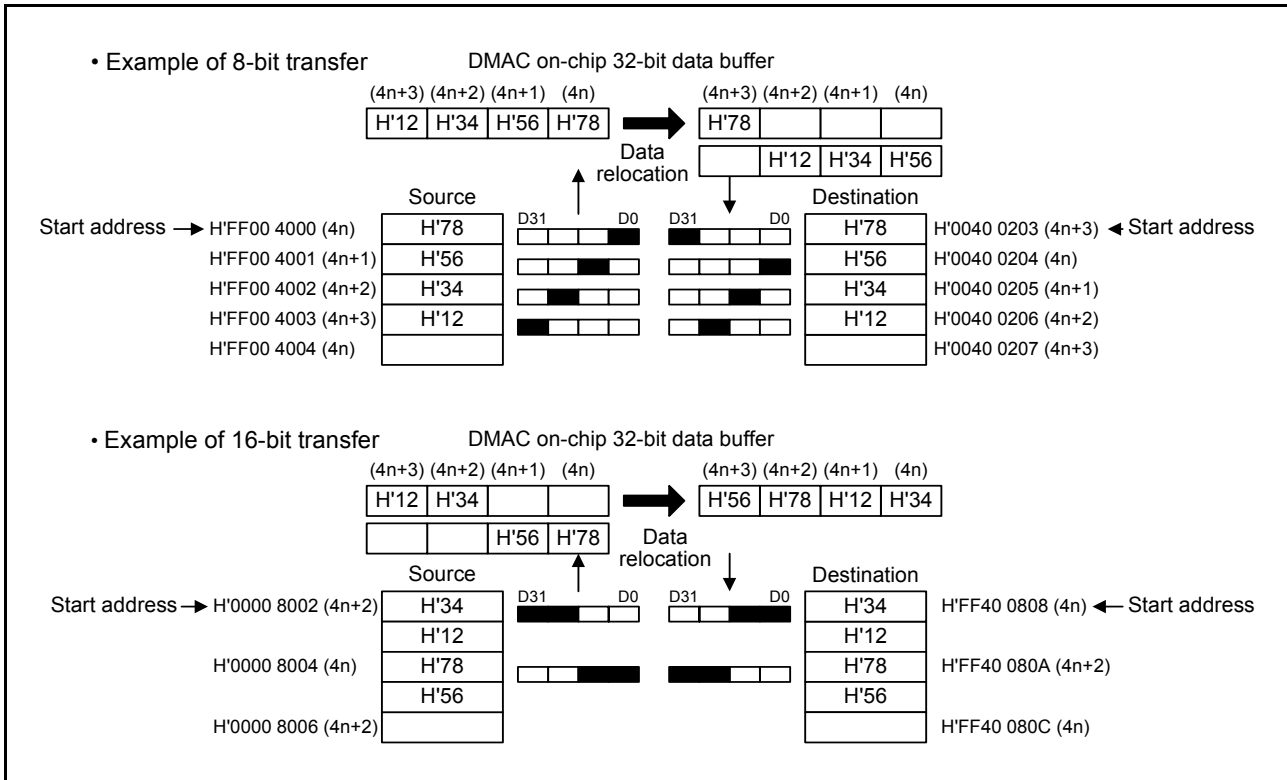 • Example of 8-bit transfer DMAC on-chip 32-bit data buffer
(4n+3) (4n+2) (4n+1) (4n) (4n+3) (4n+2) (4n+1) (4n)
H'12 H'34 H'56 H'78 H'78
Data
relocation
H'12 H'34 H'56
Source Destination
D31 D0 D31 D0
Start address H'FF00 4000 (4n) H'78 H'78 H'0040 0203 (4n+3) Start address
H'FF00 4001 (4n+1) H'56 H'56 H'0040 0204 (4n)
H'FF00 4002 (4n+2) H'34 H'34 H'0040 0205 (4n+1)
H'FF00 4003 (4n+3) H'12 H'12 H'0040 0206 (4n+2)
H'FF00 4004 (4n) H'0040 0207 (4n+3)
• Example of 16-bit transfer DMAC on-chip 32-bit data buffer
(4n+3) (4n+2) (4n+1) (4n) (4n+3) (4n+2) (4n+1) (4n)
H'12 H'34 H'56 H'78 H'12 H'34
H'56 H'78 Data
relocation
Source Destination
D31 D0 D31 D0
Start address H'0000 8002 (4n+2) H'34 H'34 H'FF40 0808 (4n) Start address
H'12 H'12
H'0000 8004 (4n) H'78 H'78 H'FF40 080A (4n+2)
H'56 H'56
H'0000 8006 (4n+2) H'FF40 080C (4n)